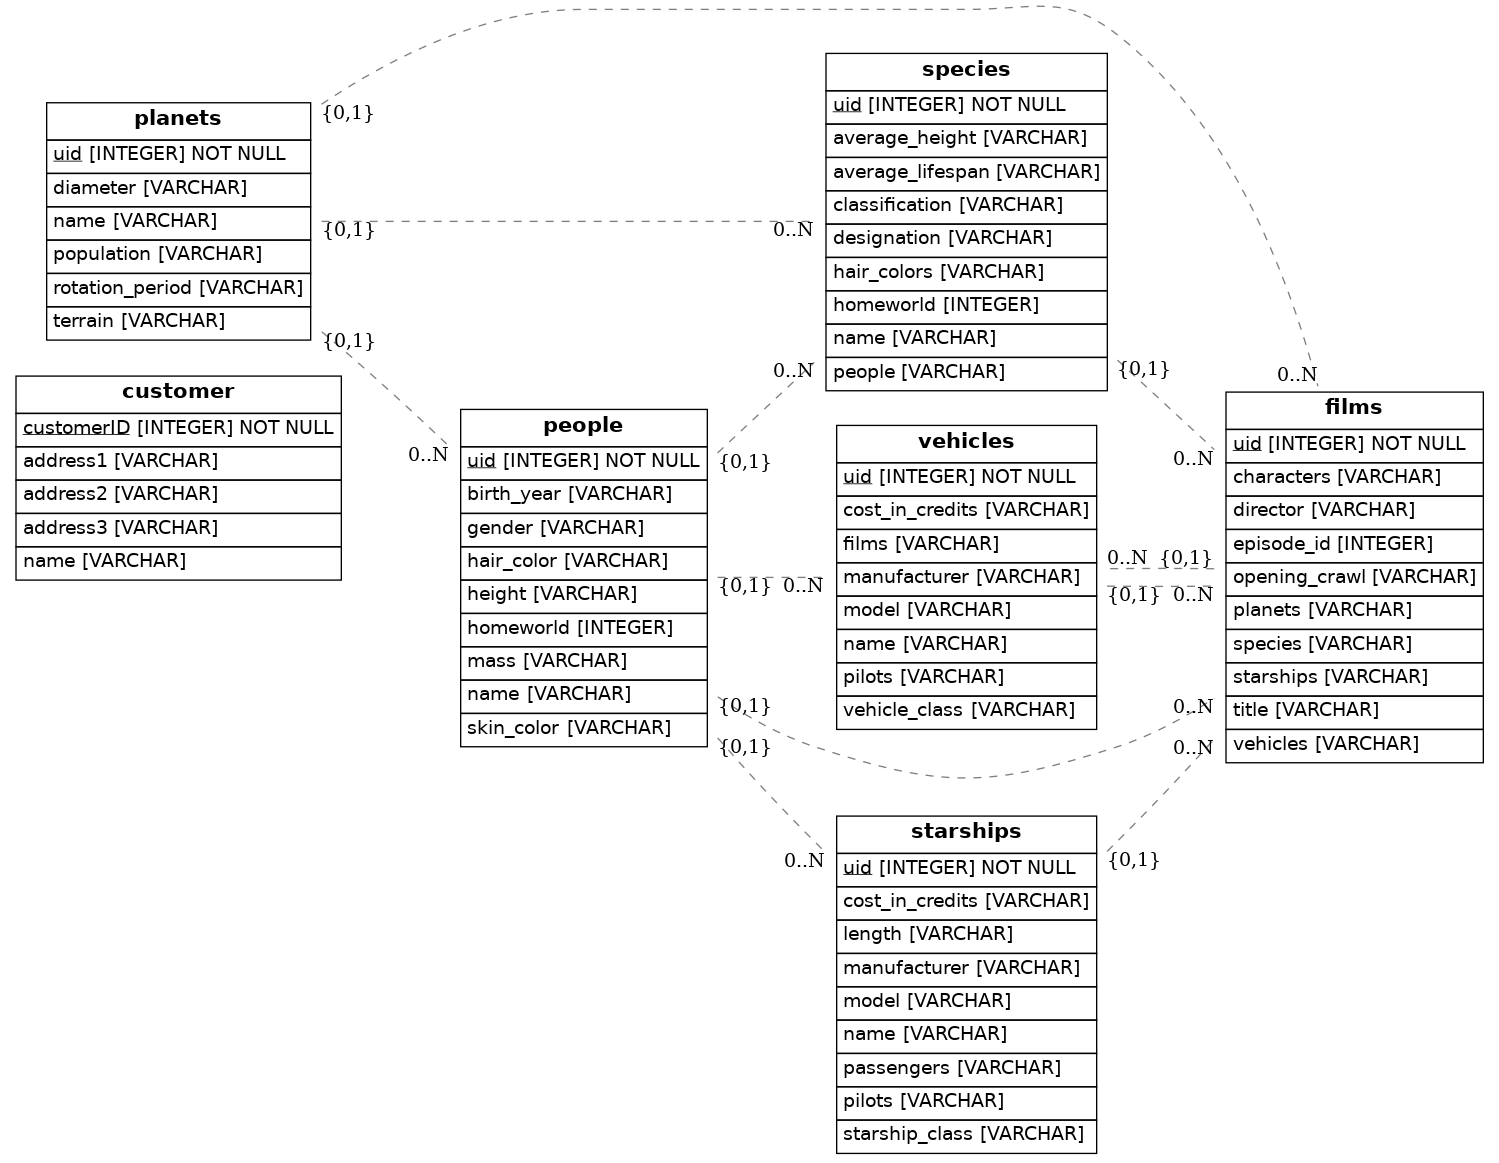 planets
uid [INTEGER] NOT NULL
diameter [VARCHAR]
name [VARCHAR]
population [VARCHAR]
rotation_period [VARCHAR]
terrain [VARCHAR]
{0,1}
{0,1}
{0,1}
customer
customerID [INTEGER] NOT NULL
address1 [VARCHAR]
address2 [VARCHAR]
address3 [VARCHAR]
name [VARCHAR]
0..N
people
uid [INTEGER] NOT NULL
birth_year [VARCHAR]
gender [VARCHAR]
hair_color [VARCHAR]
height [VARCHAR]
homeworld [INTEGER]
mass [VARCHAR]
name [VARCHAR]
skin_color [VARCHAR]
{0,1}
{0,1}
{0,1}
{0,1}
0..N
0..N
0..N
0..N
species
uid [INTEGER] NOT NULL
average_height [VARCHAR]
average_lifespan [VARCHAR]
classification [VARCHAR]
designation [VARCHAR]
hair_colors [VARCHAR]
homeworld [INTEGER]
name [VARCHAR]
people [VARCHAR]
{0,1}
vehicles
uid [INTEGER] NOT NULL
cost_in_credits [VARCHAR]
films [VARCHAR]
manufacturer [VARCHAR]
model [VARCHAR]
name [VARCHAR]
pilots [VARCHAR]
vehicle_class [VARCHAR]
0..N {0,1}
{0,1} 0..N
starships
uid [INTEGER] NOT NULL
cost_in_credits [VARCHAR]
length [VARCHAR]
manufacturer [VARCHAR]
model [VARCHAR]
name [VARCHAR]
passengers [VARCHAR]
pilots [VARCHAR]
starship_class [VARCHAR]
{0,1}
0..N
0..N
0..N
0..N
films
uid [INTEGER] NOT NULL
characters [VARCHAR]
director [VARCHAR]
episode_id [INTEGER]
opening_crawl [VARCHAR]
planets [VARCHAR]
species [VARCHAR]
starships [VARCHAR]
title [VARCHAR]
vehicles [VARCHAR]